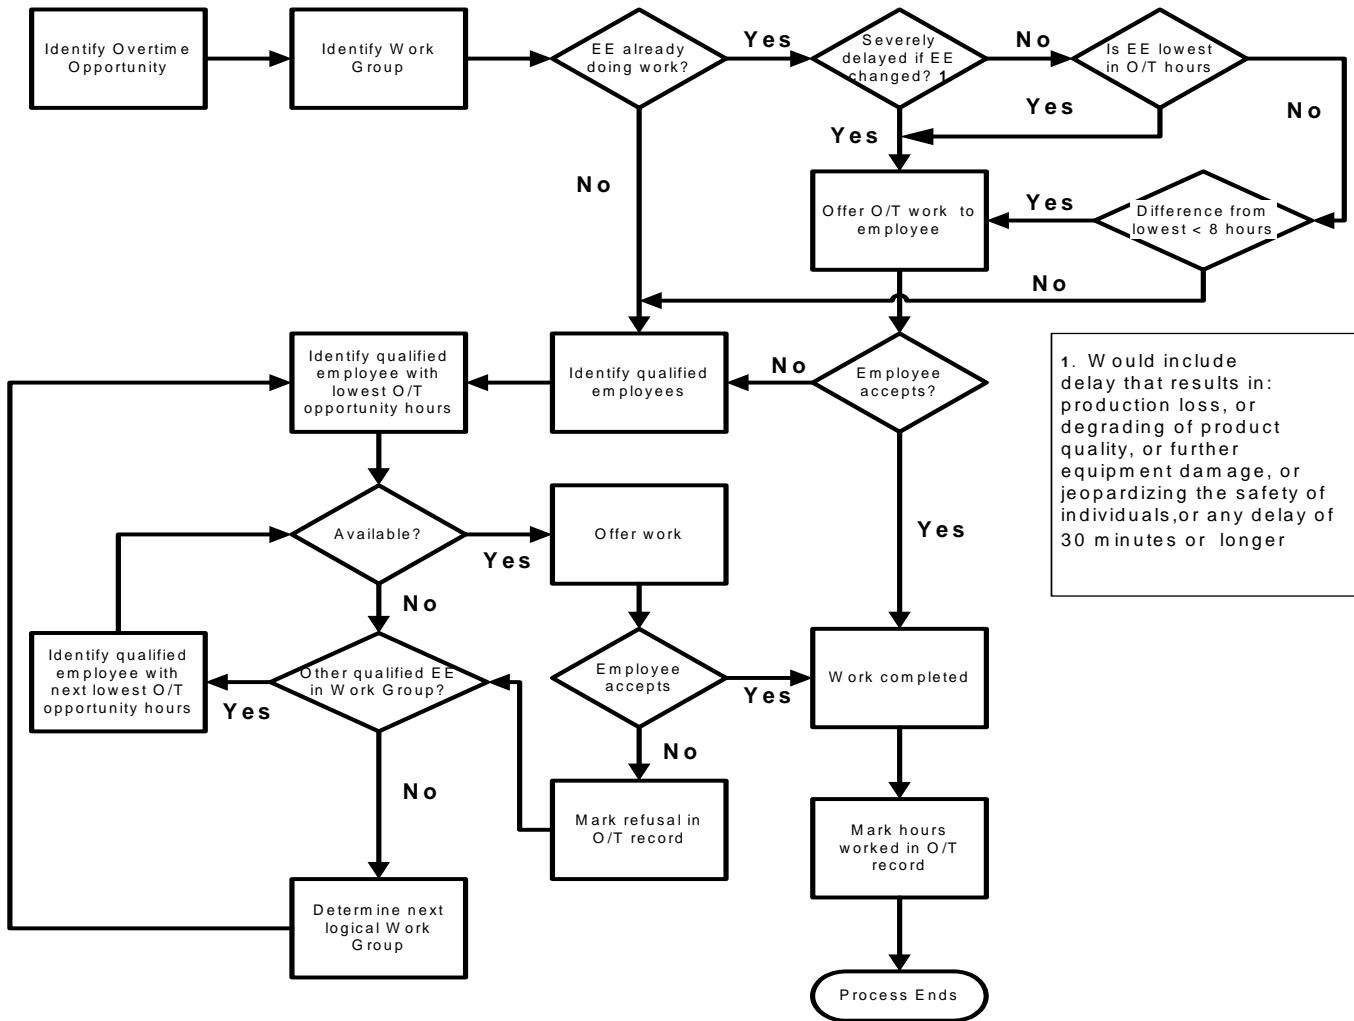 Identify Overtime
Opportunity
Identify Work
Group
EE already
doing work?
Yes
Severely
delayed if EE
changed? 1
No
Is EE lowest
in O/T hours
Yes
No
Yes
No
Offer O/T work to
employee
Yes
Difference from
lowest < 8 hours
No
Identify qualified
employee with
lowest O/T
opportunity hours
Identify qualified
employees
No
Employee
accepts?
1. Would include
delay that results in:
production loss, or
degrading of product
quality, or further
equipment damage, or
jeopardizing the safety of
individuals,or any delay of
30 minutes or longer
Available?
Yes
Offer work
Yes
No
Identify qualified
employee with
next lowest O/T
opportunity hours
Yes
Other qualified EE
in Work Group?
Employee
accepts
Yes
Work completed
No
No
Mark refusal in
O/T record
Mark hours
worked in O/T
record
Determine next
logical Work
Group
Process Ends